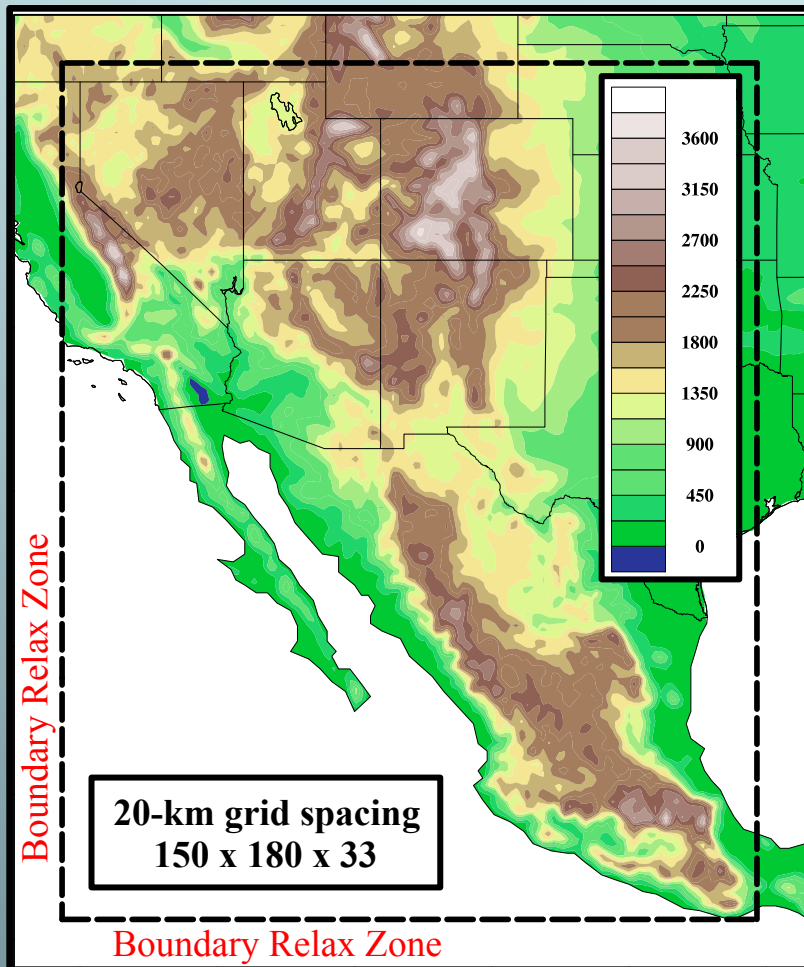 3600
3150
2700
2250
1800
1350
900
450
0
Boundary Relax Zone
20-km grid spacing
150 x 180 x 33
Boundary Relax Zone